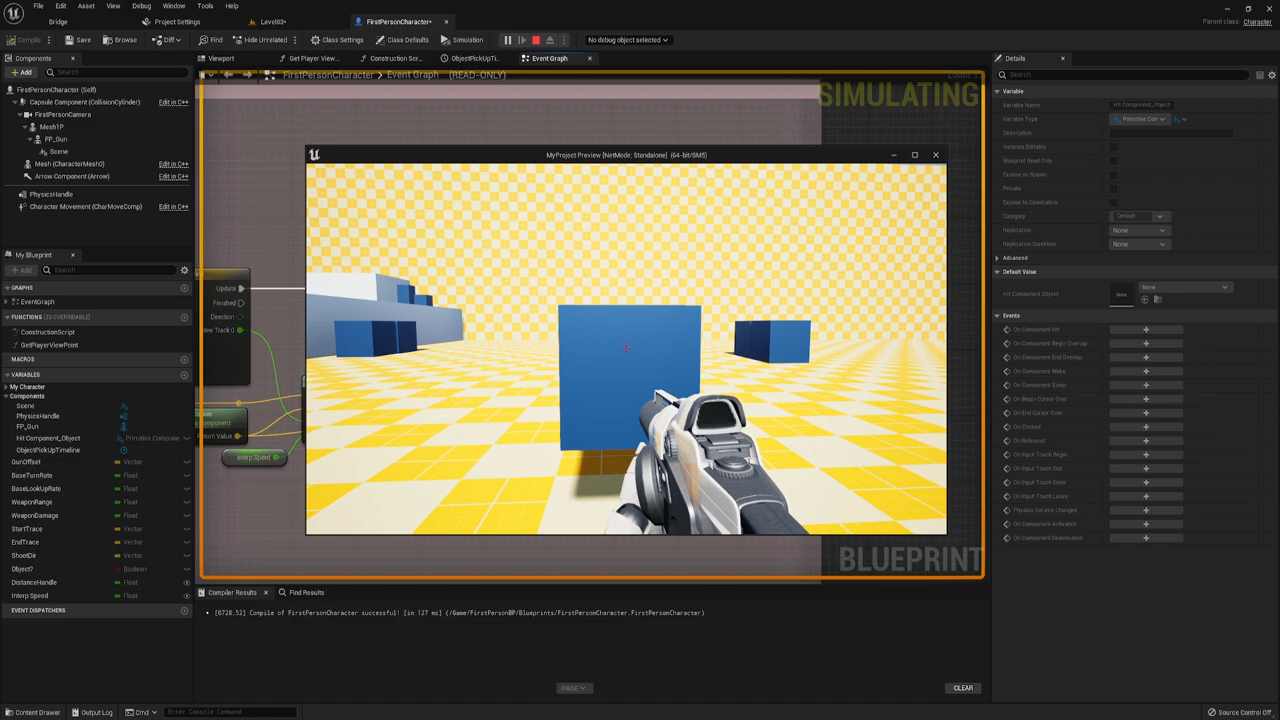 File Edit Asset View Debug Window Tools Help
Bridge Project Settings Level03* FirstPersonCharacter* Parent class: Character
Compile Save Browse Diff Find Hide Unrelated Class Settings Class Defaults Simulation No debug object selected
Components Viewport Get Player View... Construction Scr... ObjectPickUpTi... Event Graph Details
Add Search FirstPersonCharacter Event Graph (READ-ONLY) Search
FirstPersonCharacter (Self)
Capsule Component (CollisionCylinder) Edit in C++
FirstPersonCamera
Mesh1P
FP_Gun
Scene
Mesh (CharacterMesh0) Edit in C++
Arrow Component (Arrow) Edit in C++
PhysicsHandle
Character Movement (CharMoveComp) Edit in C++
My Blueprint
Add Search
GRAPHS
EventGraph
FUNCTIONS (33 OVERRIDABLE)
ConstructionScript
GetPlayerViewPoint
MACROS
VARIABLES
My Character
Components
Scene
PhysicsHandle
FP_Gun
Hit Component_Object Primitive Compone
ObjectPickUpTimeline
GunOffset Vector
BaseTurnRate Float
BaseLookUpRate Float
WeaponRange Float
WeaponDamage Float
StartTrace Vector
EndTrace Vector
ShootDir Vector
Object? Boolean
DistanceHandle Float
Interp Speed Float
EVENT DISPATCHERS
SIMULATING
MyProject Preview [NetMode: Standalone] (64-bit/SM5)
Update
Finished
Direction
ew Track 0
omponent
Return Value
Interp Speed
BLUEPRINT
Compiler Results Find Results
[0728.52] Compile of FirstPersonCharacter successful! [in 127 ms] (/Game/FirstPersonBP/Blueprints/FirstPersonCharacter.FirstPersonCharacter)
PAGE CLEAR
Variable
Variable Name Hit Component_Object
Variable Type Primitive Con
Description
Instance Editable
Blueprint Read Only
Expose on Spawn
Private
Expose to Cinematics
Category Default
Replication None
Replication Condition None
Advanced
Default Value
Hit Component Object None None
Events
On Component Hit
On Component Begin Overlap
On Component End Overlap
On Component Wake
On Component Sleep
On Begin Cursor Over
On End Cursor Over
On Clicked
On Released
On Input Touch Begin
On Input Touch End
On Input Touch Enter
On Input Touch Leave
Physics Volume Changed
On Component Activated
On Component Deactivated
Content Drawer Output Log Cmd Enter Console Command Source Control Off